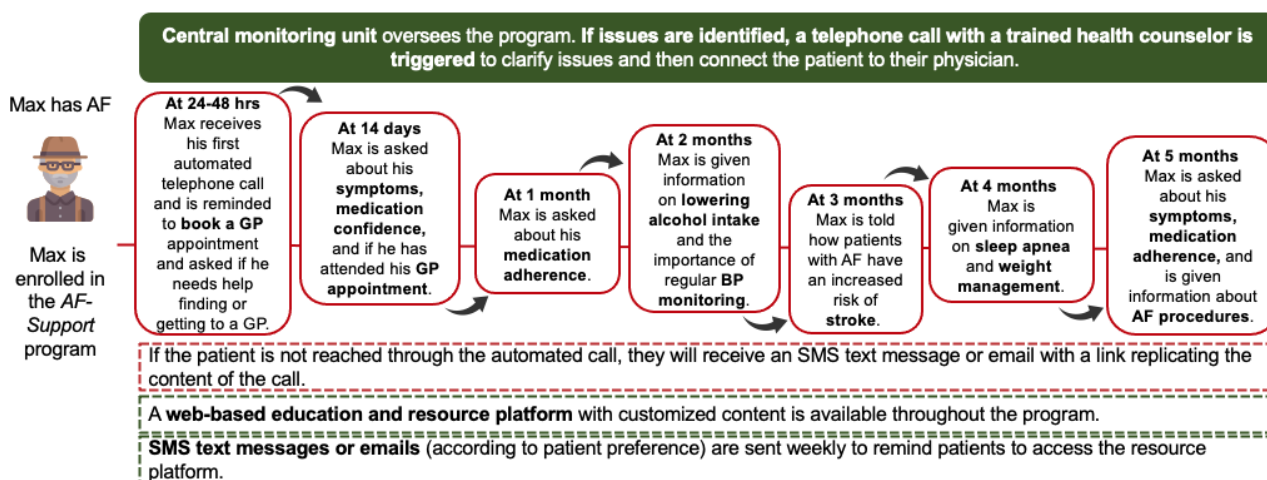 Central monitoring unit oversees the program. If issues are identified, a telephone call with a trained health counselor is
triggered to clarify issues and then connect the patient to their physician.
Max has AF
Max is
enrolled in
the AF-
Support
program
At 24-48 hrs
Max receives
his first
automated
telephone call
and is reminded
to book a GP
appointment
and asked if he
needs help
finding or
getting to a GP.
At 14 days
Max is asked
about his
symptoms,
medication
confidence,
and if he has
attended his GP
appointment.
At 1 month
Max is asked
about his
medication
adherence.
At 2 months
Max is given
information
on lowering
alcohol intake
and the
importance of
regular BP
monitoring.
At 3 months
Max is told
how patients
with AF have
an increased
risk of
stroke.
At 4 months
Max is
given information
on sleep apnea
and weight
management.
At 5 months
Max is asked
about his
symptoms,
medication
adherence, and
is given
information about
AF procedures.
If the patient is not reached through the automated call, they will receive an SMS text message or email with a link replicating the
content of the call.
A web-based education and resource platform with customized content is available throughout the program.
SMS text messages or emails (according to patient preference) are sent weekly to remind patients to access the resource
platform.